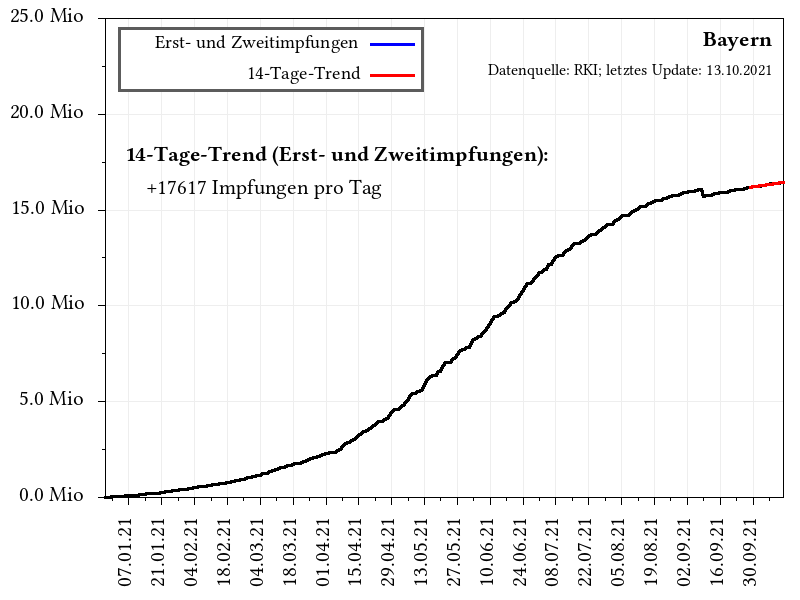 25.0 Mio
20.0 Mio
15.0 Mio
10.0 Mio
5.0 Mio
0.0 Mio
Erst- und Zweitimpfungen
14-Tage-Trend
Bayern
Datenquelle: RKI; letztes Update: 13.10.2021
14-Tage-Trend (Erst- und Zweitimpfungen):
+17617 Impfungen pro Tag
07.01.21
21.01.21
04.02.21
18.02.21
04.03.21
18.03.21
01.04.21
15.04.21
29.04.21
13.05.21
27.05.21
10.06.21
24.06.21
08.07.21
22.07.21
05.08.21
19.08.21
02.09.21
16.09.21
30.09.21